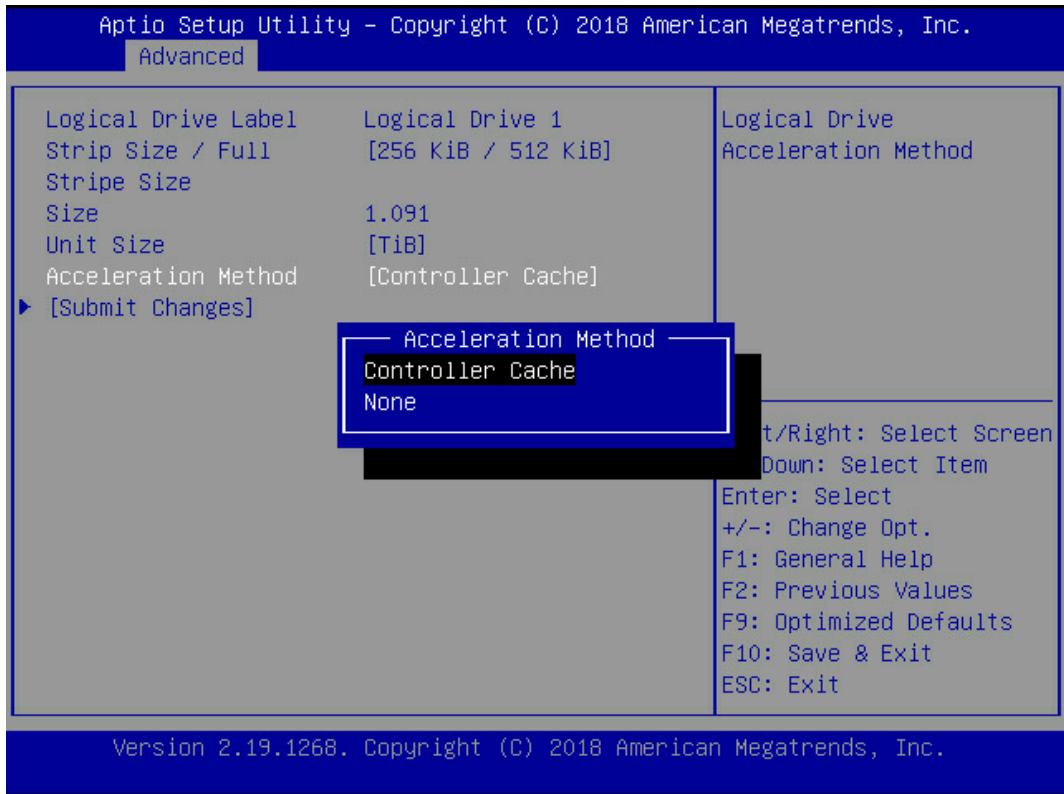 Aptio Setup Utility – Copyright (C) 2018 American Megatrends, Inc.
Advanced
Logical Drive Label Logical Drive 1
Strip Size / Full [256 KiB / 512 KiB]
Stripe Size
Size 1.091
Unit Size [TiB]
Acceleration Method [Controller Cache]
[Submit Changes]
Acceleration Method
Controller Cache
None
Logical Drive
Acceleration Method
t/Right: Select Screen
Down: Select Item
Enter: Select
+/-: Change Opt.
F1: General Help
F2: Previous Values
F9: Optimized Defaults
F10: Save & Exit
ESC: Exit
Version 2.19.1268. Copyright (C) 2018 American Megatrends, Inc.